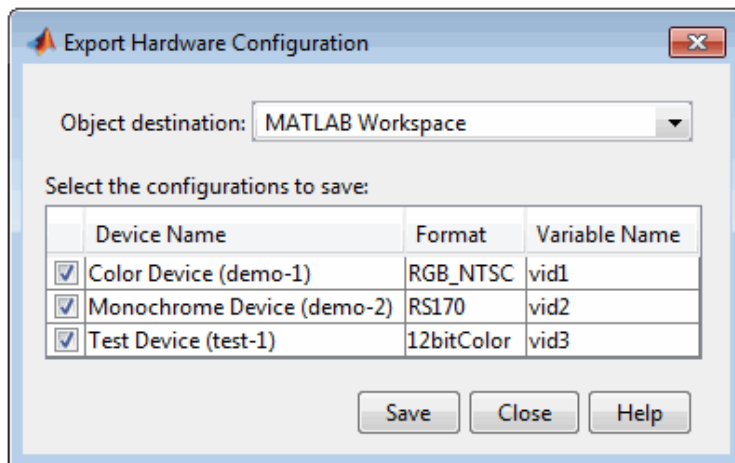 Export Hardware Configuration
Object destination: MATLAB Workspace
Select the configurations to save:
Device Name Format Variable Name
Color Device (demo-1) RGB_NTSC vid1
Monochrome Device (demo-2) RS170 vid2
Test Device (test-1) 12bitColor vid3
Save Close Help